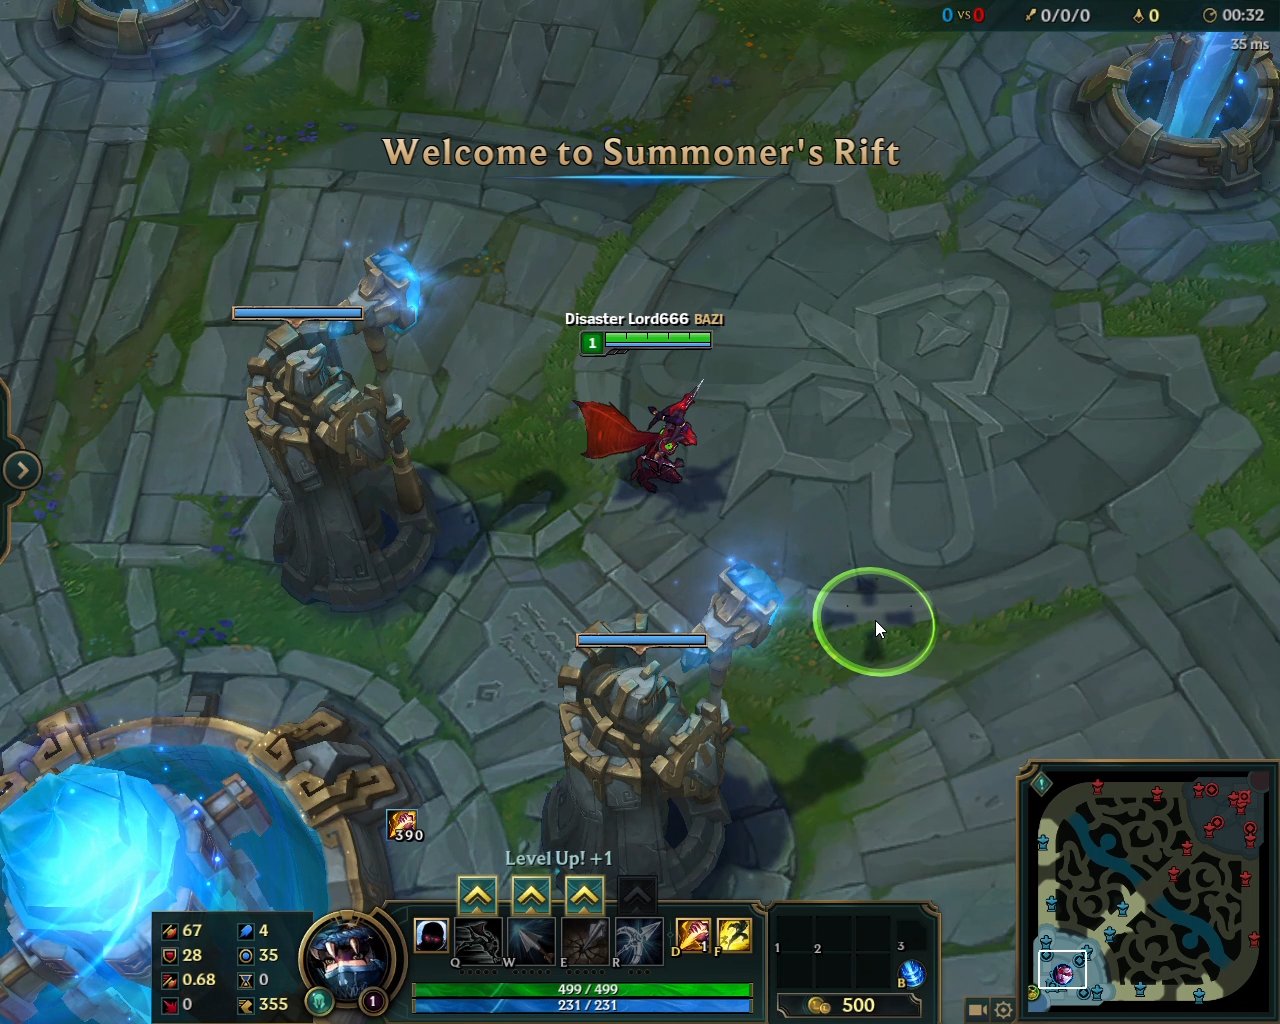 0 vs 0 0/0/0 0 00:32
35 ms
Welcome to Summoner's Rift
Disaster Lord666 BAZI
1
390
Level Up! +1
67 4
28 35
0.68 0
0 355
1
Q W E R D 1 F
499 / 499
231 / 231
1 2 3
B
500